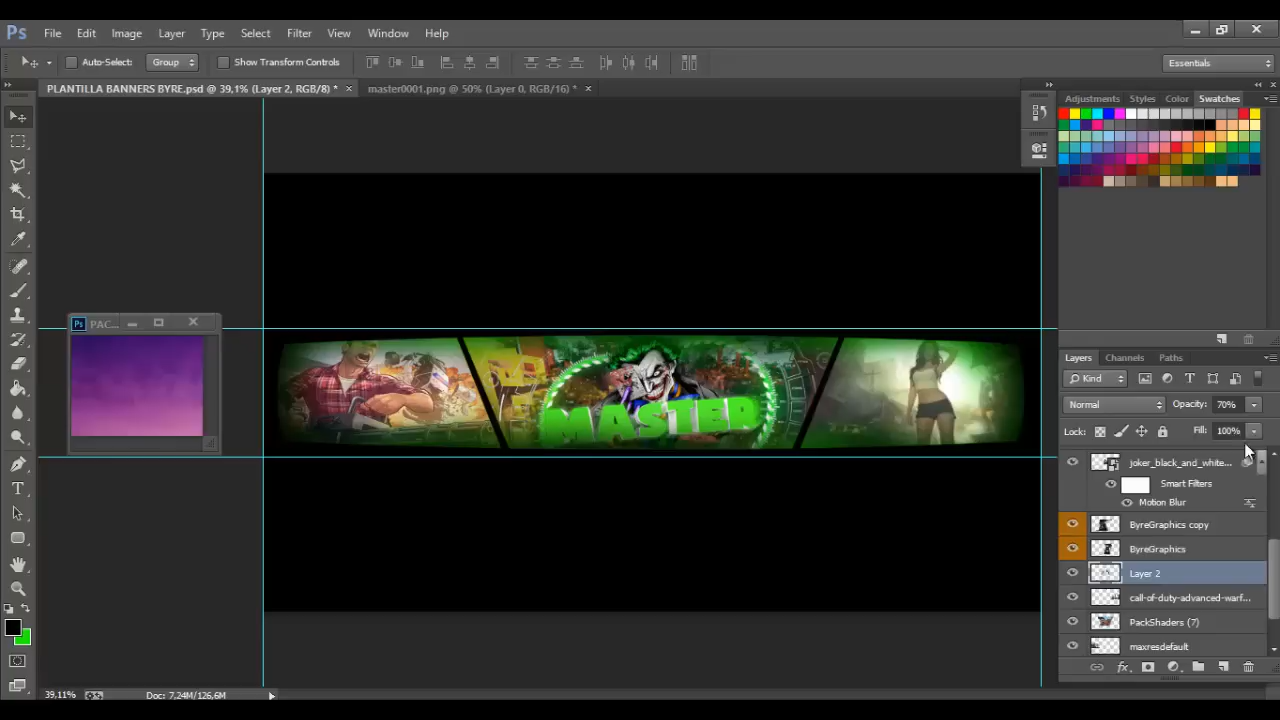 Ps File Edit Image Layer Type Select Filter View Window Help
Auto-Select: Group Show Transform Controls Essentials
PLANTILLA BANNERS BYRE.psd @ 39,1% (Layer 2, RGB/8) * × master0001.png @ 50% (Layer 0, RGB/16) * ×
Adjustments Styles Color Swatches
Ps PAC...
MASTER
Layers Channels Paths
Kind
Normal Opacity: 70%
Lock: Fill: 100%
joker_black_and_white...
Smart Filters
Motion Blur
ByreGraphics copy
ByreGraphics
Layer 2
call-of-duty-advanced-warf...
PackShaders (7)
maxresdefault
39,11% Doc: 7,24M/126,6M